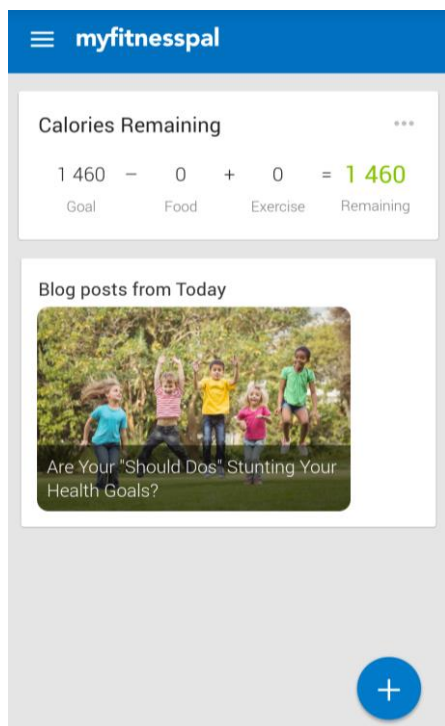 myfitnesspal
Calories Remaining
1 460 − 0 + 0 = 1 460
Goal Food Exercise Remaining
Blog posts from Today
Are Your "Should Dos" Stunting Your
Health Goals?